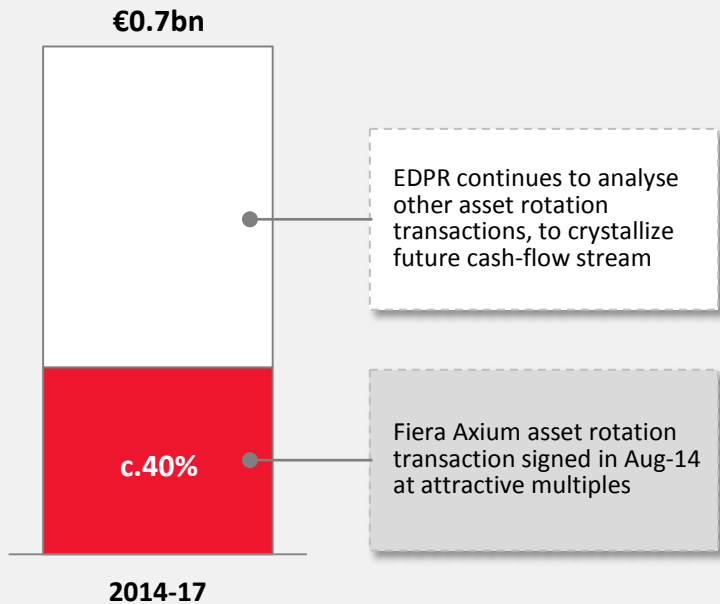 €0.7bn
EDPR continues to analyse
other asset rotation
transactions, to crystallize
future cash-flow stream
c.40%
Fiera Axium asset rotation
transaction signed in Aug-14
at attractive multiples
2014-17